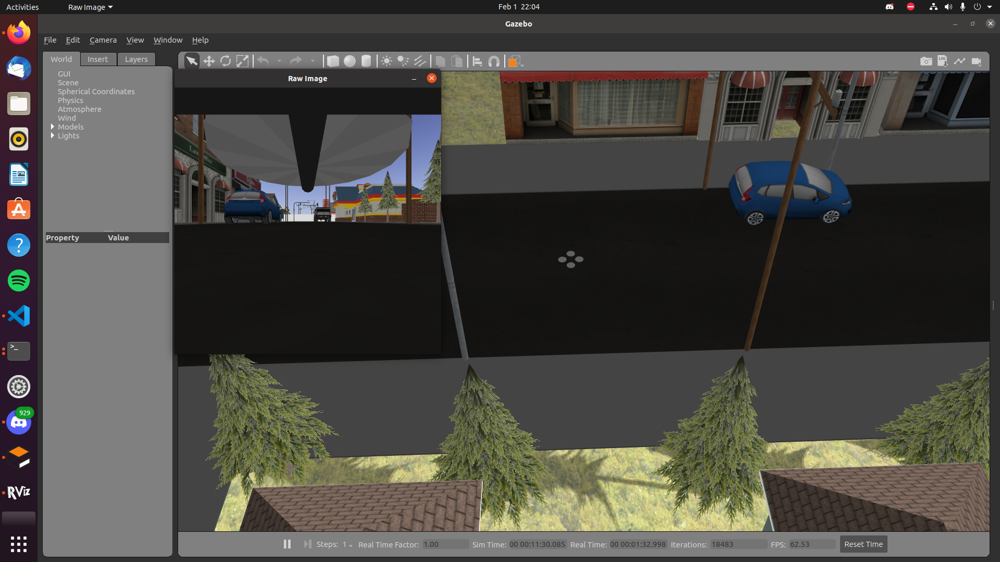 Activities
Raw Image
Feb 1 22:04
Gazebo
File Edit Camera View Window Help
World Insert Layers
GUI
Scene
Spherical Coordinates
Physics
Atmosphere
Wind
Models
Lights
Property Value
LOG
Raw Image
Law Office
>_
929
RViz
Steps: 1 Real Time Factor: 1.00 Sim Time: 00 00:11:30.085 Real Time: 00 00:01:32.998 Iterations: 18483 FPS: 62.53 Reset Time